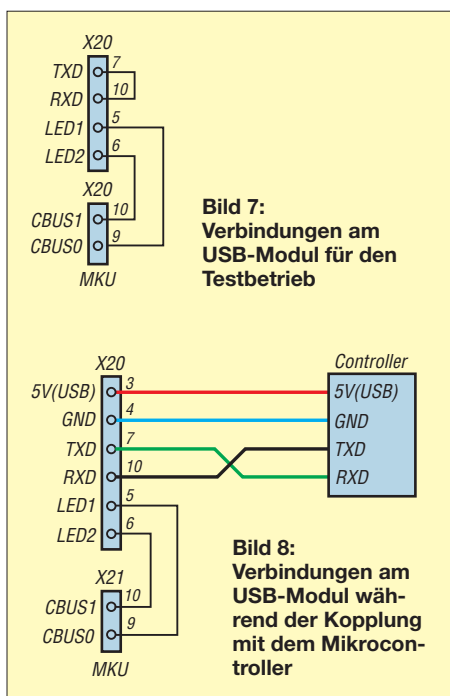 X20
TXD 7
RXD 10
LED1 5
LED2 6
X20
CBUS1 10
CBUS0 9
MKU
Bild 7:
Verbindungen am
USB-Modul für den
Testbetrieb
X20
Controller
5V(USB) 3 5V(USB)
GND 4 GND
TXD 7 TXD
RXD 10 RXD
LED1 5
LED2 6
X21
CBUS1 10
CBUS0 9
MKU
Bild 8:
Verbindungen am
USB-Modul wäh-
rend der Kopplung
mit dem Mikrocon-
troller